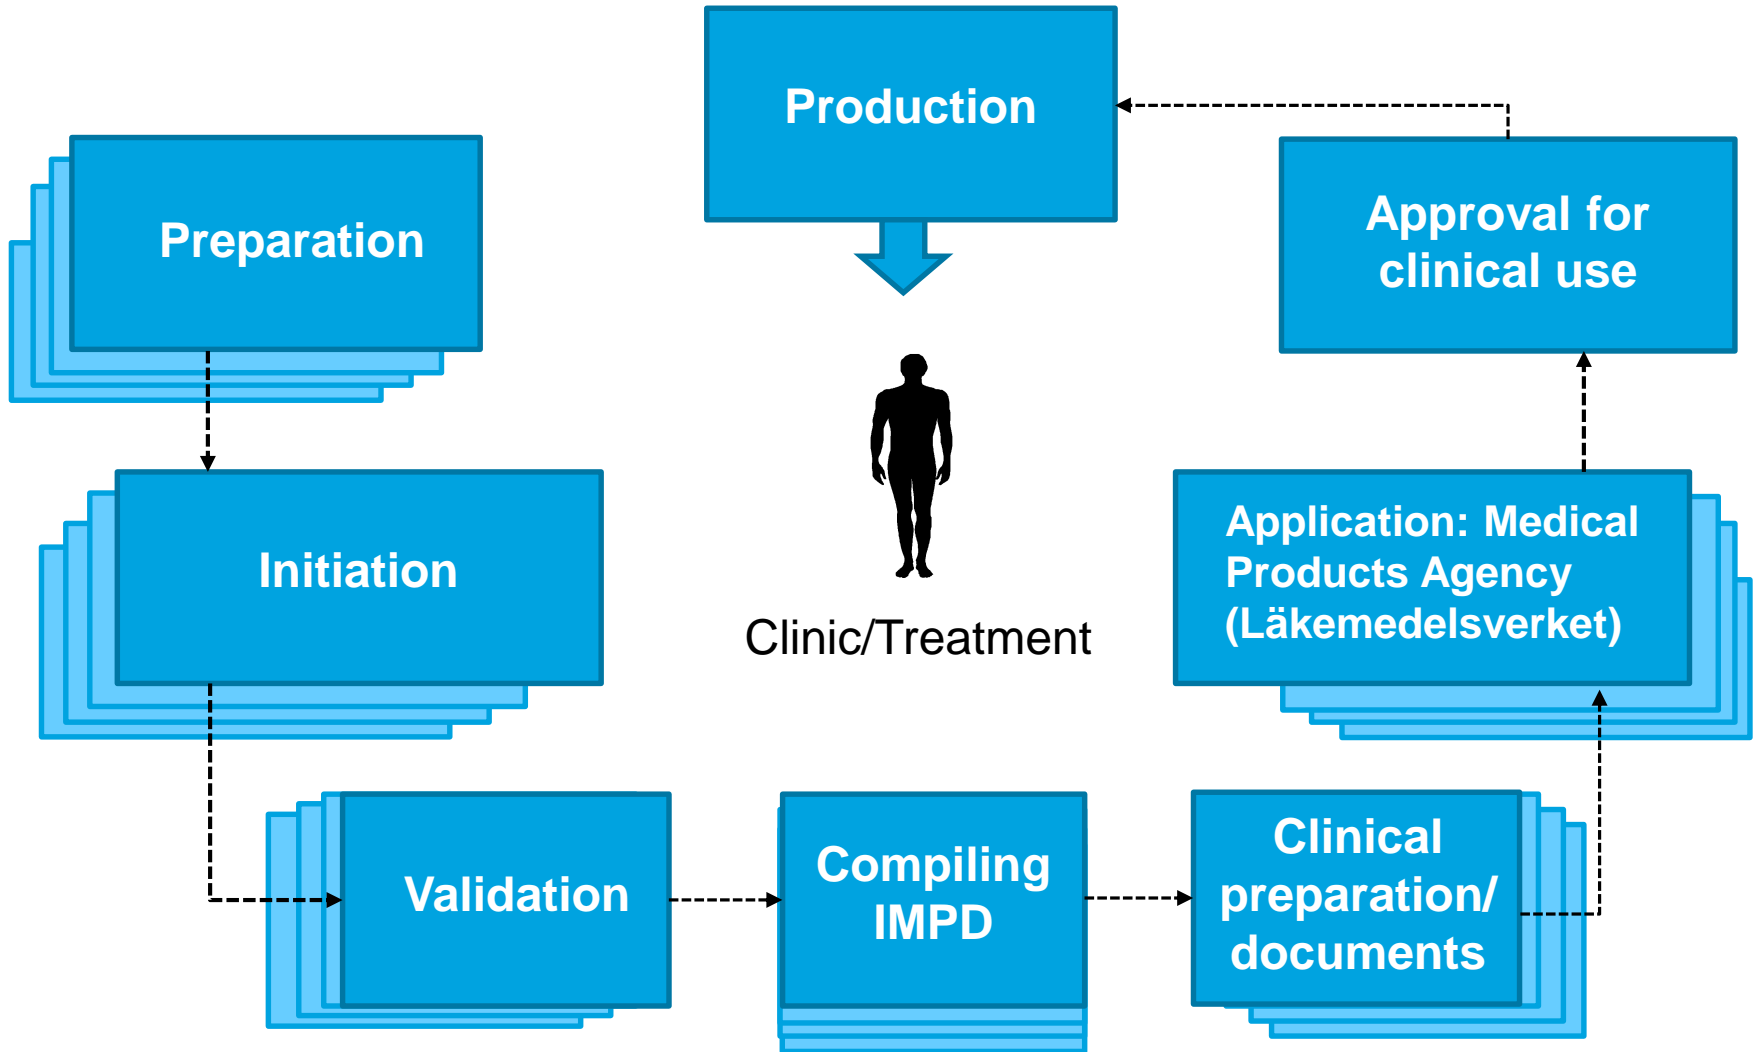 Production
Preparation
Approval for
clinical use
Initiation
Application: Medical
Products Agency
(Läkemedelsverket)
Clinic/Treatment
Validation
Compiling
IMPD
Clinical
preparation/
documents